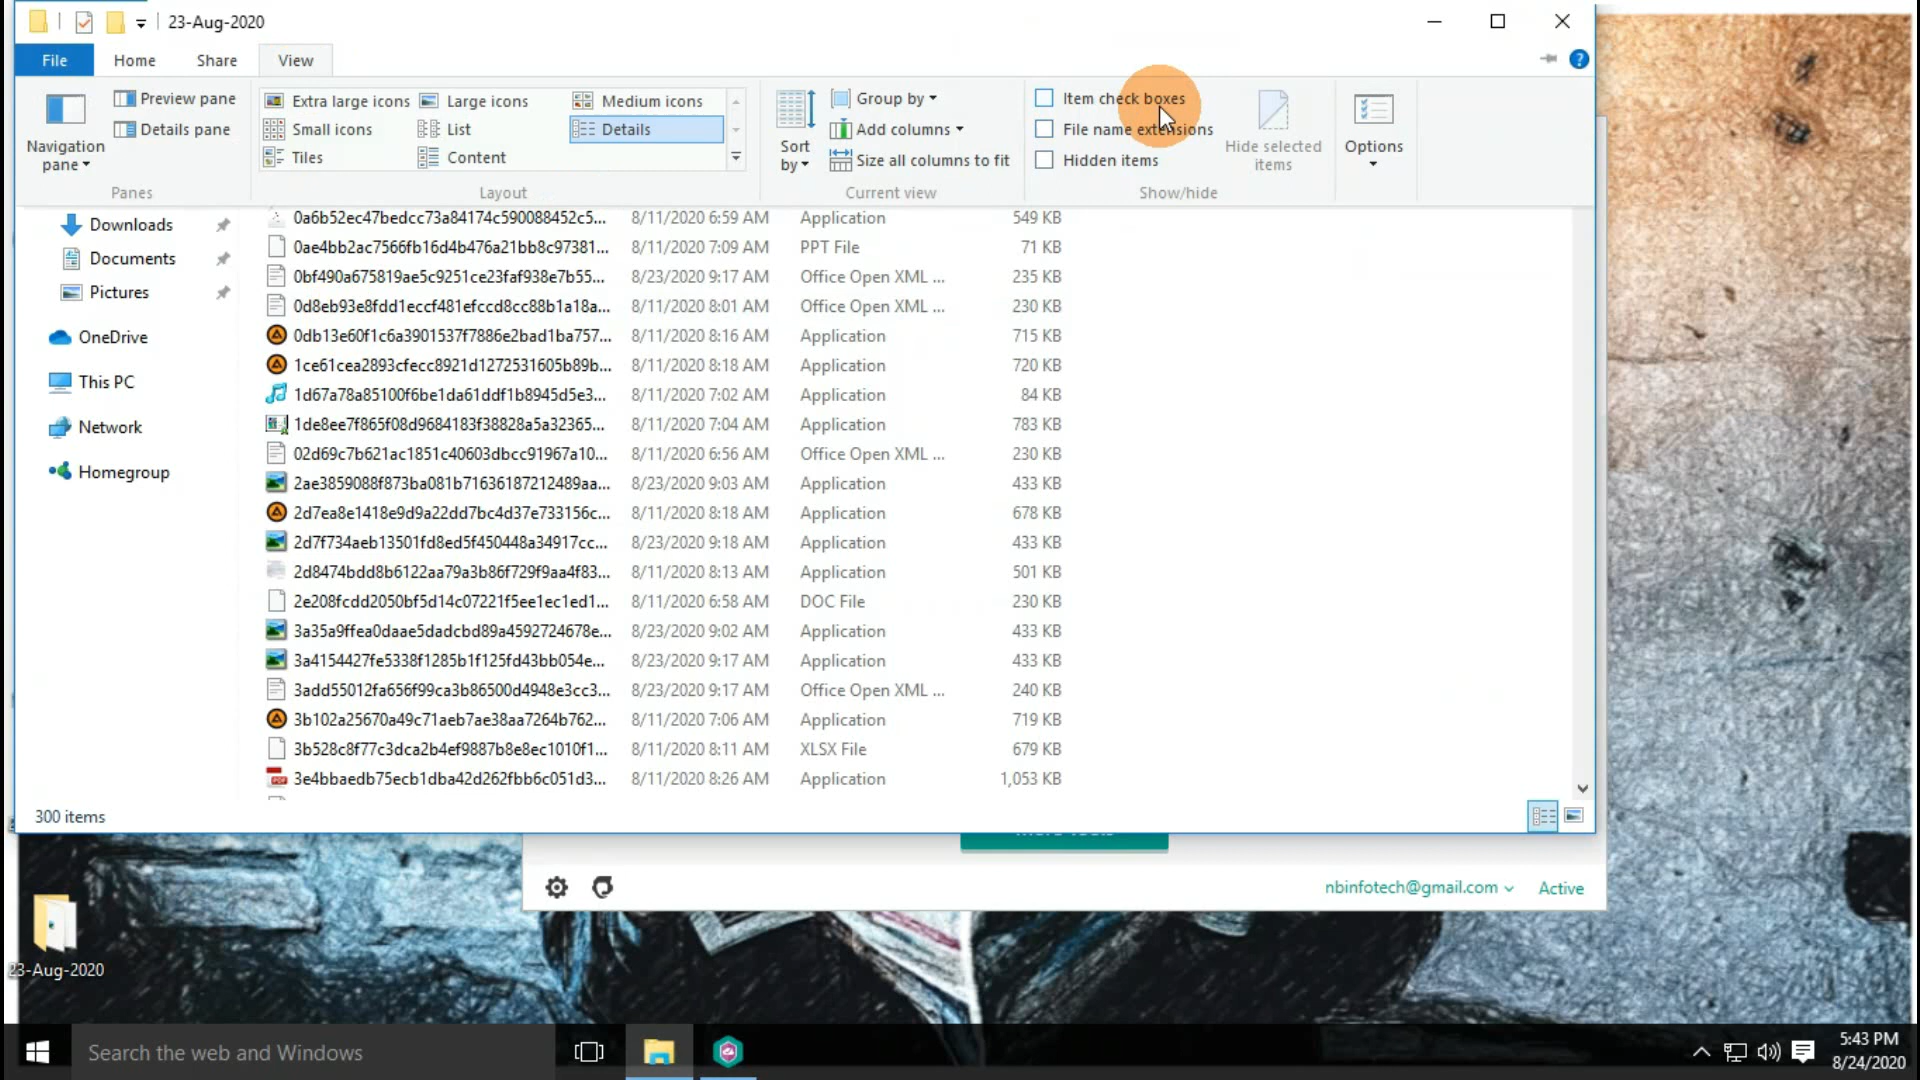 23-Aug-2020
File
Home
Share
View
Navigation pane
Preview pane
Details pane
Panes
Extra large icons
Large icons
Medium icons
Small icons
List
Details
Tiles
Content
Layout
Sort by
Group by
Add columns
Size all columns to fit
Current view
Item check boxes
File name extensions
Hidden items
Hide selected items
Show/hide
Options
Downloads
Documents
Pictures
OneDrive
This PC
Network
Homegroup
0a6b52ec47bedcc73a84174c590088452c5... 8/11/2020 6:59 AM Application 549 KB
0ae4bb2ac7566fb16d4b476a21bb8c97381... 8/11/2020 7:09 AM PPT File 71 KB
0bf490a675819ae5c9251ce23faf938e7b55... 8/23/2020 9:17 AM Office Open XML ... 235 KB
0d8eb93e8fdd1eccf481efccd8cc88b1a18a... 8/11/2020 8:01 AM Office Open XML ... 230 KB
0db13e60f1c6a3901537f7886e2bad1ba757... 8/11/2020 8:16 AM Application 715 KB
1ce61cea2893cfecc8921d1272531605b89b... 8/11/2020 8:18 AM Application 720 KB
1d67a78a85100f6be1da61ddf1b8945d5e3... 8/11/2020 7:02 AM Application 84 KB
1de8ee7f865f08d9684183f38828a5a32365... 8/11/2020 7:04 AM Application 783 KB
02d69c7b621ac1851c40603dbcc91967a10... 8/11/2020 6:56 AM Office Open XML ... 230 KB
2ae3859088f873ba081b71636187212489aa... 8/23/2020 9:03 AM Application 433 KB
2d7ea8e1418e9d9a22dd7bc4d37e733156c... 8/11/2020 8:18 AM Application 678 KB
2d7f734aeb13501fd8ed5f450448a34917cc... 8/23/2020 9:18 AM Application 433 KB
2d8474bdd8b6122aa79a3b86f729f9aa4f83... 8/11/2020 8:13 AM Application 501 KB
2e208fcdd2050bf5d14c07221f5ee1ec1ed1... 8/11/2020 6:58 AM DOC File 230 KB
3a35a9ffea0daae5dadcbd89a4592724678e... 8/23/2020 9:02 AM Application 433 KB
3a4154427fe5338f1285b1f125fd43bb054e... 8/23/2020 9:17 AM Application 433 KB
3add55012fa656f99ca3b86500d4948e3cc3... 8/23/2020 9:17 AM Office Open XML ... 240 KB
3b102a25670a49c71aeb7ae38aa7264b762... 8/11/2020 7:06 AM Application 719 KB
3b528c8f77c3dca2b4ef9887b8e8ec1010f1... 8/11/2020 8:11 AM XLSX File 679 KB
3e4bbaedb75ecb1dba42d262fbb6c051d3... 8/11/2020 8:26 AM Application 1,053 KB
300 items
nbinfotech@gmail.com
Active
23-Aug-2020
Search the web and Windows
5:43 PM
8/24/2020